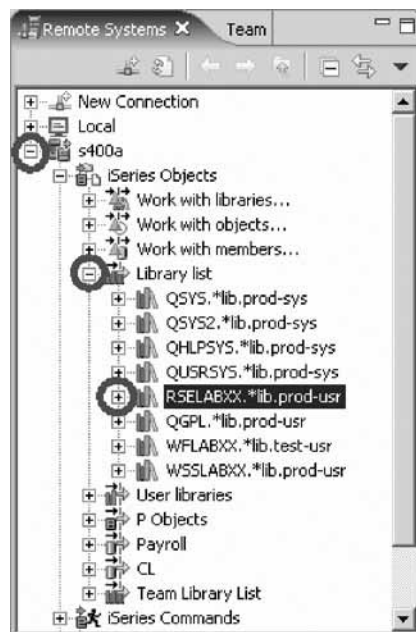 Remote Systems Team
New Connection
Local
s400a
iSeries Objects
Work with libraries...
Work with objects...
Work with members...
Library list
QSYS.*lib.prod-sys
QSYS2.*lib.prod-sys
QHLPSYS.*lib.prod-sys
QUSRSYS.*lib.prod-sys
RSELABXX.*lib.prod-usr
QGPL.*lib.prod-usr
WFLABXX.*lib.test-usr
WSSLABXX.*lib.prod-usr
User libraries
P Objects
Payroll
CL
Team Library List
iSeries Commands